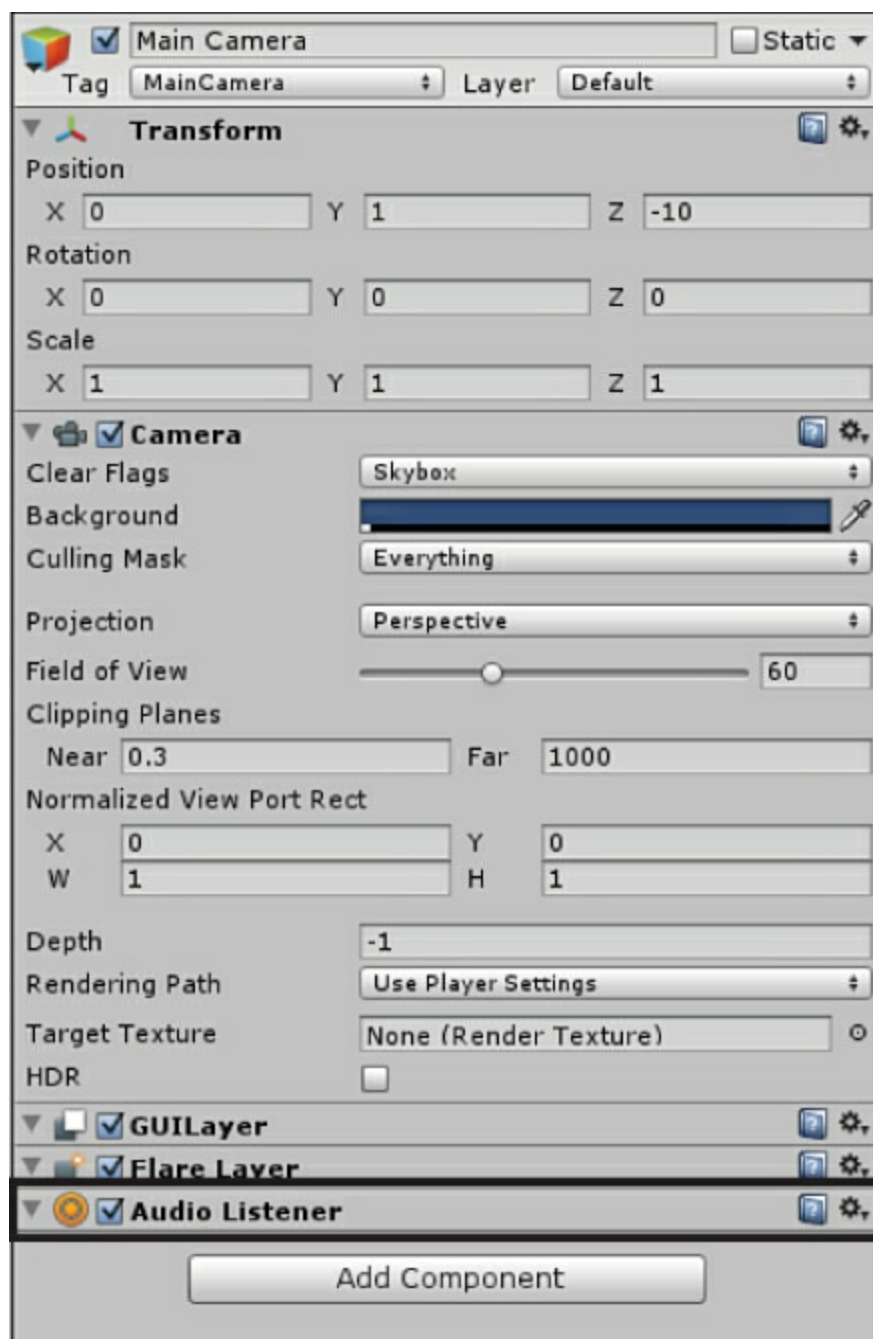 Main Camera Static
Tag MainCamera Layer Default
Transform
Position
X 0 Y 1 Z -10
Rotation
X 0 Y 0 Z 0
Scale
X 1 Y 1 Z 1
Camera
Clear Flags Skybox
Background
Culling Mask Everything
Projection Perspective
Field of View 60
Clipping Planes
Near 0.3 Far 1000
Normalized View Port Rect
X 0 Y 0
W 1 H 1
Depth -1
Rendering Path Use Player Settings
Target Texture None (Render Texture)
HDR
GUILayer
Flare Layer
Audio Listener
Add Component